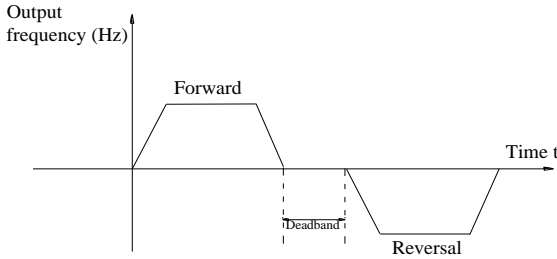 Output
frequency (Hz)
Forward
Time t
Deadband
Reversal